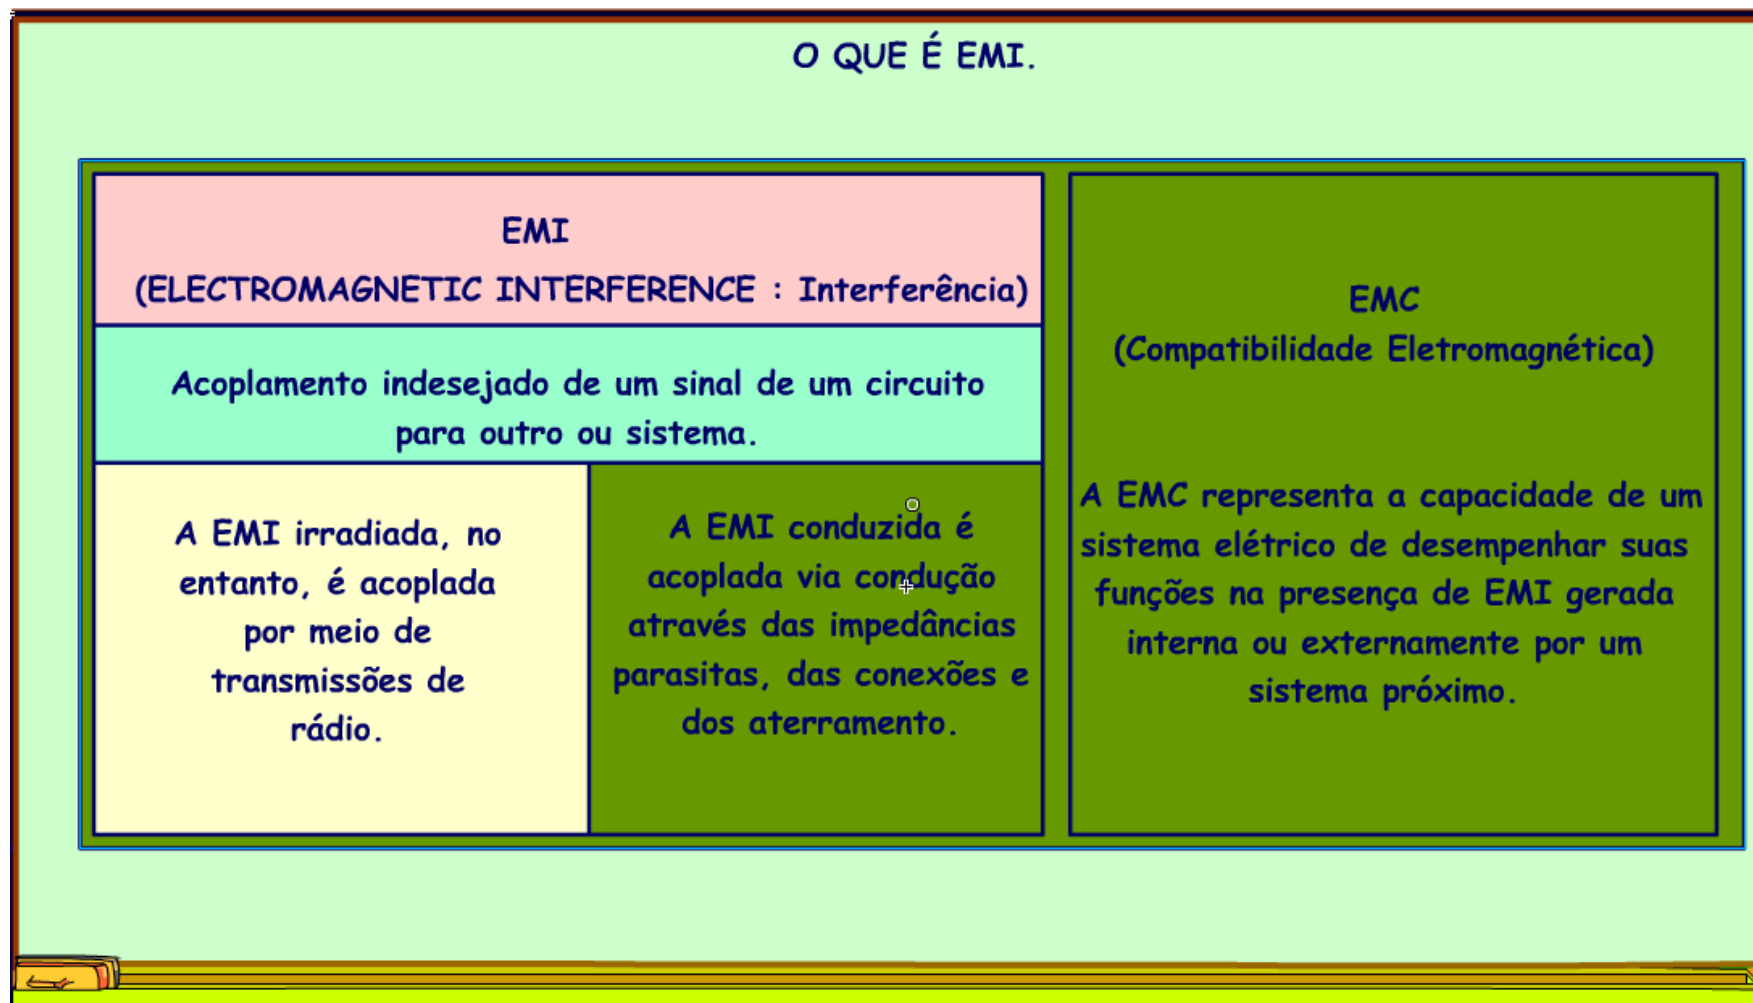 O QUE É EMI.
EMI
(ELECTROMAGNETIC INTERFERENCE : Interferência)
Acoplamento indesejado de um sinal de um circuito
para outro ou sistema.
A EMI irradiada, no
entanto, é acoplada
por meio de
transmissões de
rádio.
A EMI conduzida é
acoplada via condução
através das impedâncias
parasitas, das conexões e
dos aterramento.
EMC
(Compatibilidade Eletromagnética)
A EMC representa a capacidade de um
sistema elétrico de desempenhar suas
funções na presença de EMI gerada
interna ou externamente por um
sistema próximo.